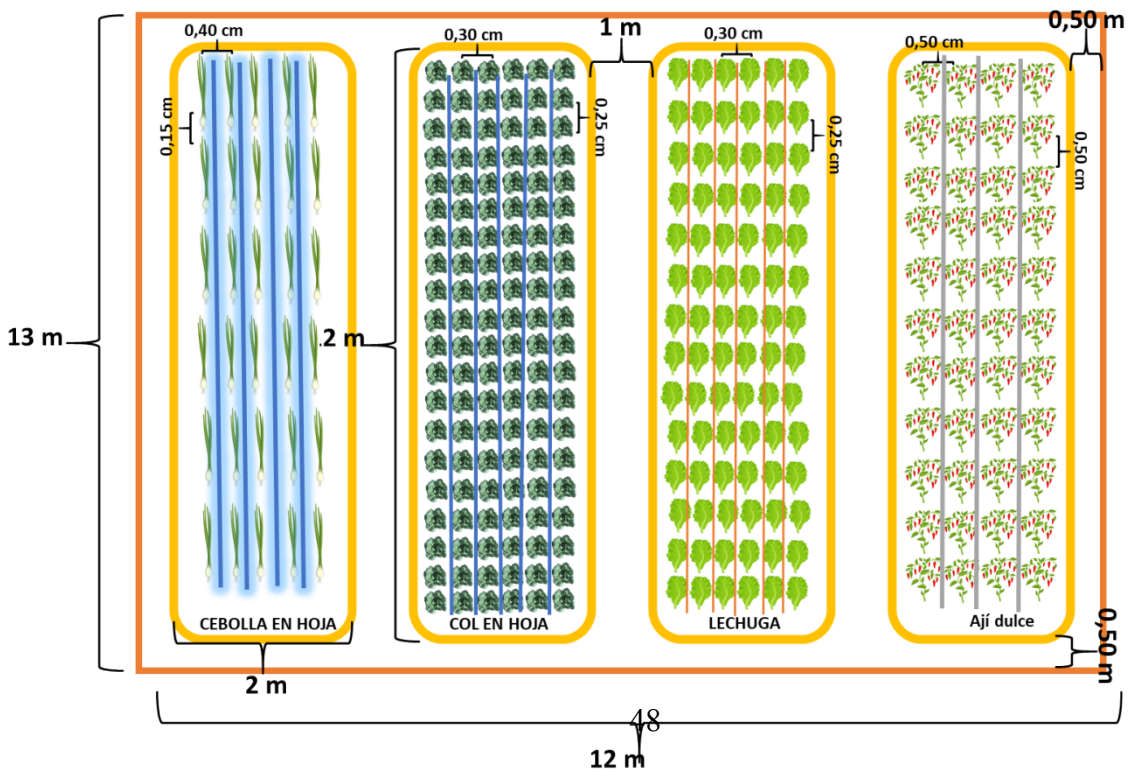 0,40 cm
0,30 cm
1 m
0,30 cm
0,50 cm
0,50 m
0,15 cm
0,25 cm
0,25 cm
0,50 cm
13 m
2 m
CEBOLLA EN HOJA
COL EN HOJA
LECHUGA
Ají dulce
0,50 m
2 m
48
12 m